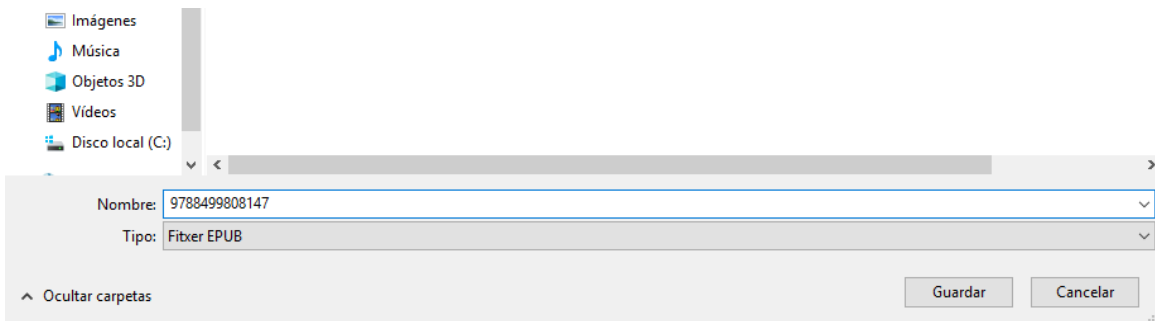 Imágenes
Música
Objetos 3D
Vídeos
Disco local (C:)
Nombre: 9788499808147
Tipo: Fitxer EPUB
Ocultar carpetas
Guardar Cancelar